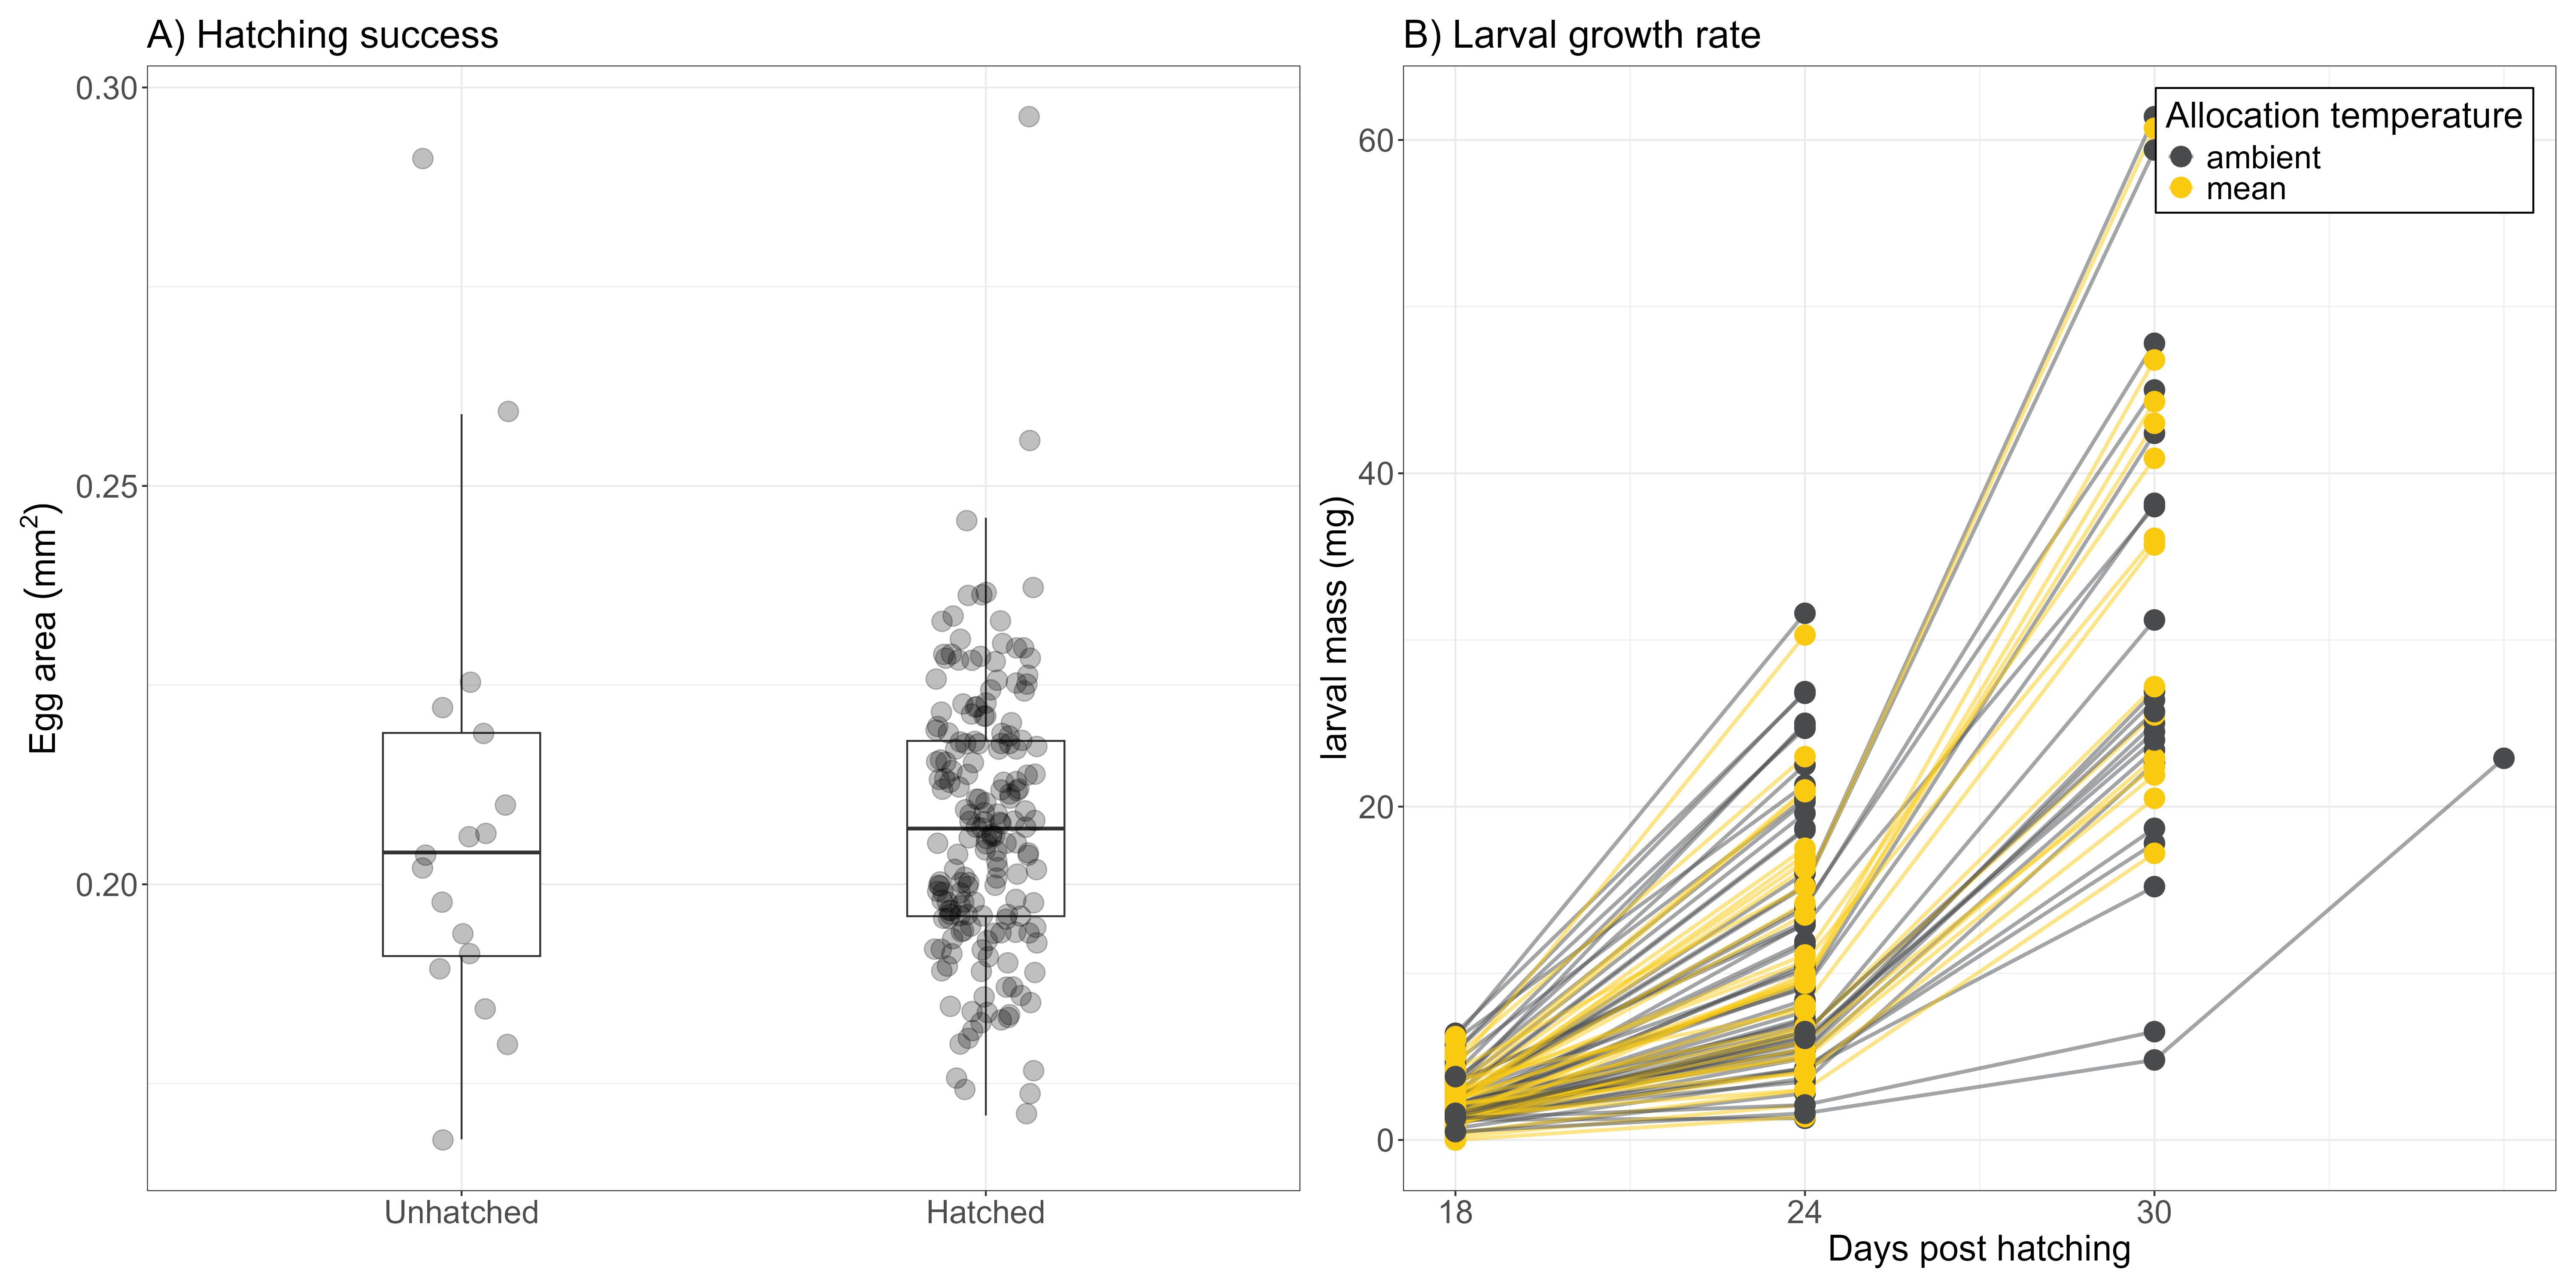 A) Hatching success
Egg area (mm²)
0.30
0.25
0.20
Unhatched
Hatched
B) Larval growth rate
larval mass (mg)
60
40
20
0
Allocation temperature
ambient
mean
18
24
30
Days post hatching